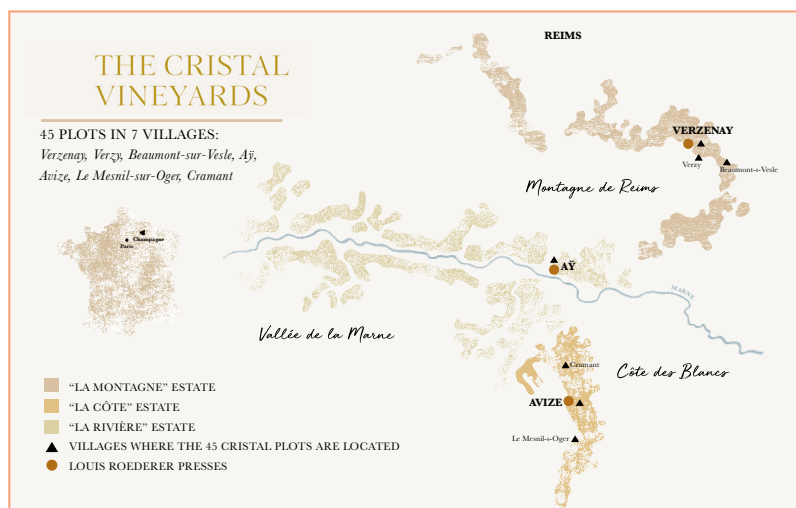 REIMS
THE CRISTAL
VINEYARDS
45 PLOTS IN 7 VILLAGES:
Verzenay, Verzy, Beaumont-sur-Vesle, Aÿ,
Avize, Le Mesnil-sur-Oger, Cramant
VERZENAY
Verzy
Beaumont-s-Vesle
Montagne de Reims
Champagne
Paris
AŸ
MARNE
Vallée de la Marne
Cramant
Côte des Blancs
AVIZE
Le Mesnil-s-Oger
“LA MONTAGNE” ESTATE
“LA CÔTE” ESTATE
“LA RIVIÈRE” ESTATE
VILLAGES WHERE THE 45 CRISTAL PLOTS ARE LOCATED
LOUIS ROEDERER PRESSES